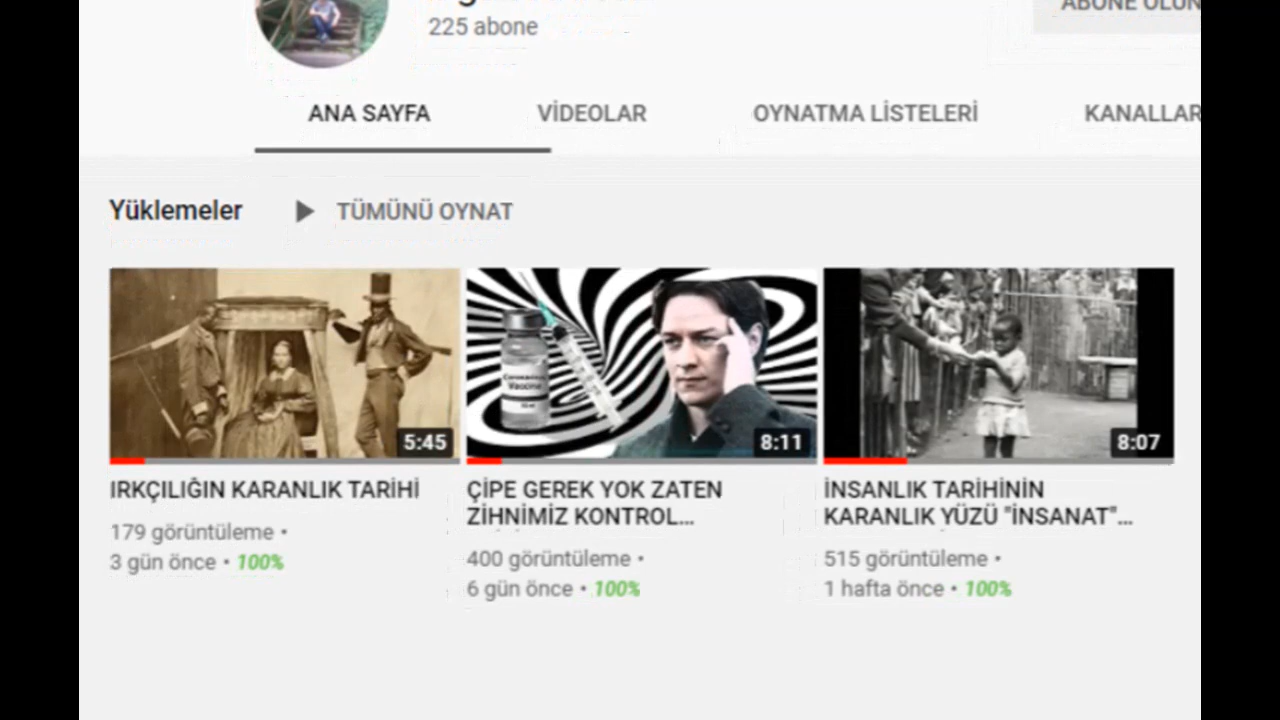 225 abone
ANA SAYFA
VİDEOLAR
OYNATMA LİSTELERİ
KANALLAR
Yüklemeler
TÜMÜNÜ OYNAT
Coronavirus
Vaccine
5:45
8:11
8:07
IRKÇILIĞIN KARANLIK TARİHİ
179 görüntüleme •
3 gün önce • 100%
ÇİPE GEREK YOK ZATEN
ZİHNİMİZ KONTROL...
400 görüntüleme •
6 gün önce • 100%
İNSANLIK TARİHİNİN
KARANLIK YÜZÜ "İNSANAT"...
515 görüntüleme •
1 hafta önce • 100%